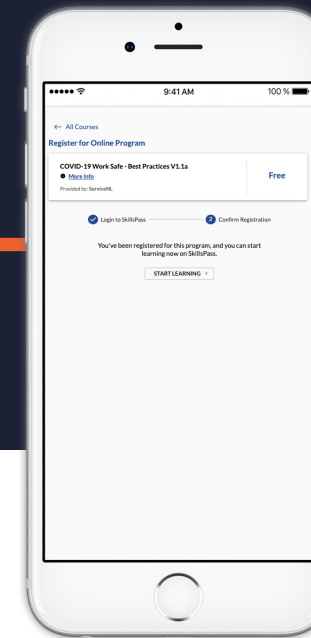 9:41 AM 100 %
← All Courses
Register for Online Program
COVID-19 Work Safe - Best Practices V1.1a
More Info
Free
Provided by: ServiceNL
Login to SkillsPass 2 Confirm Registration
You've been registered for this program, and you can start
learning now on SkillsPass.
START LEARNING >